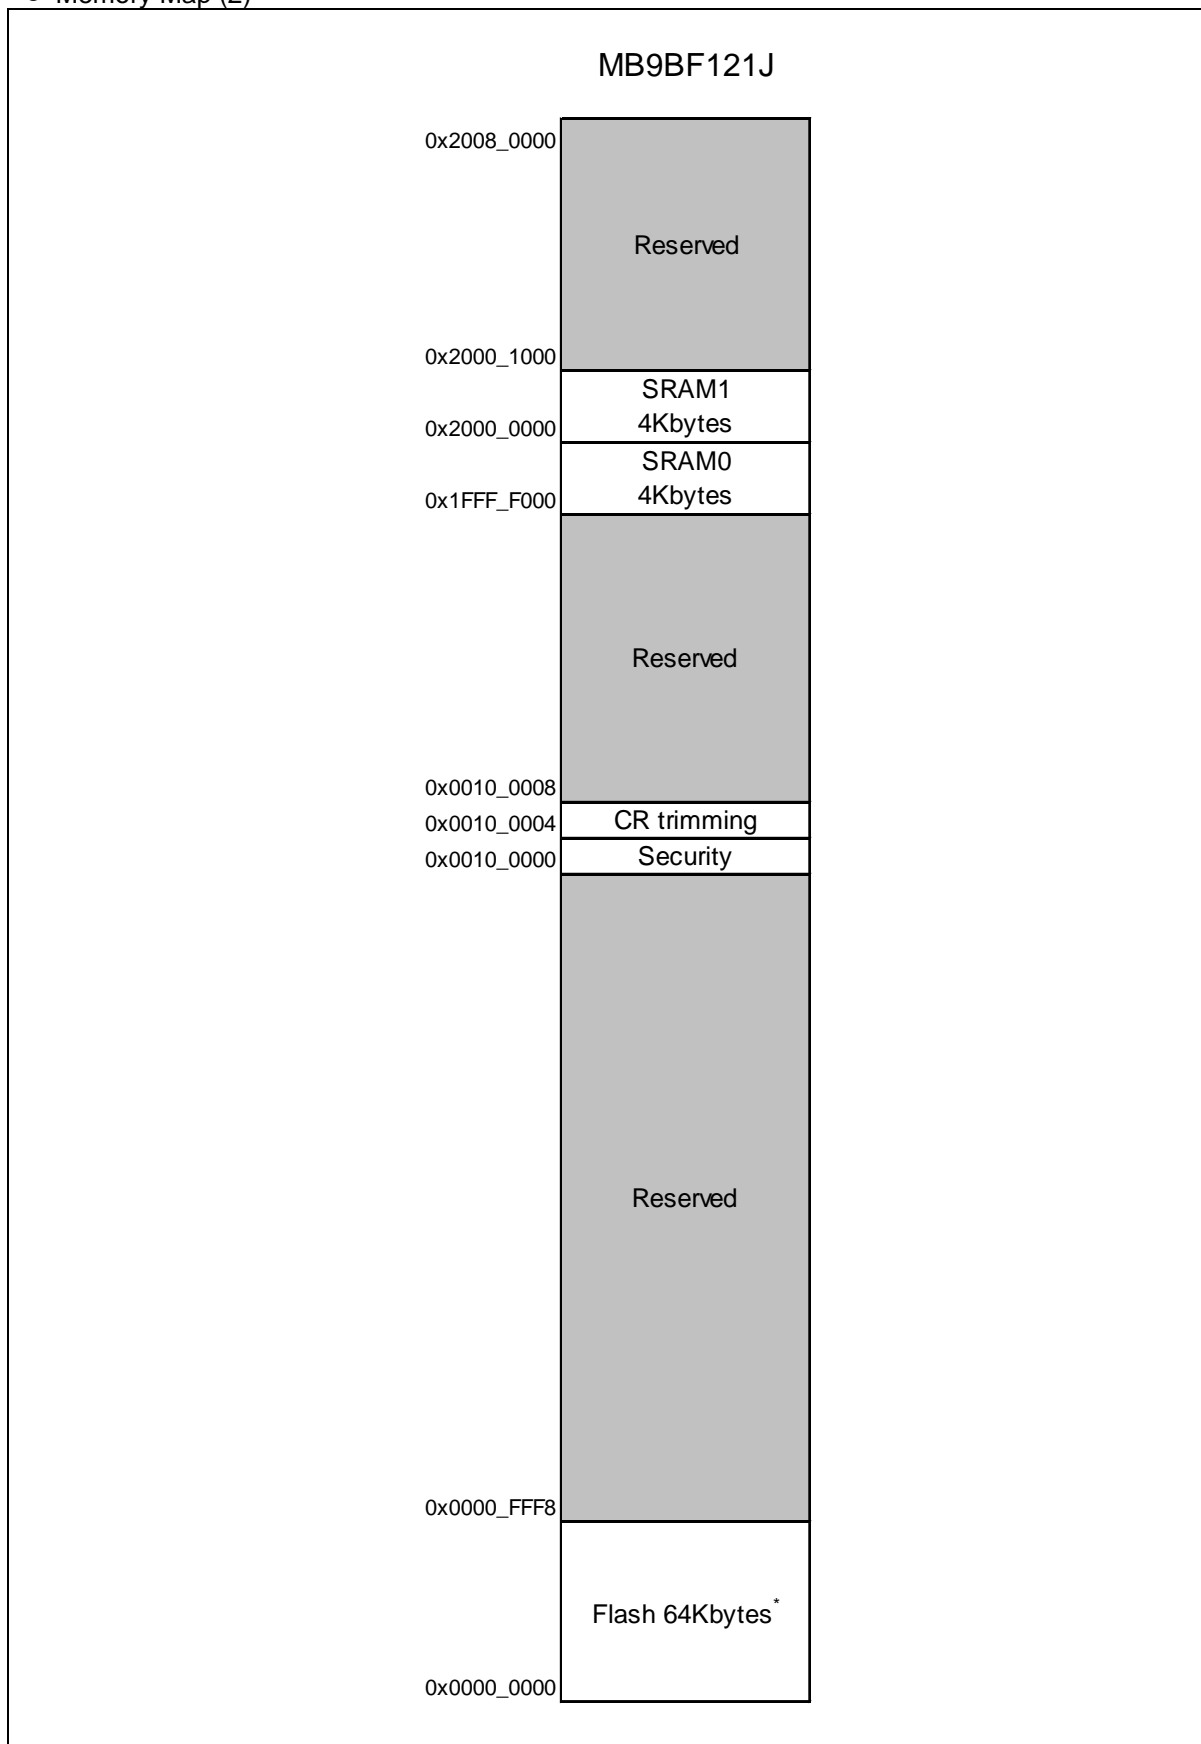 Memory Map (2)
MB9BF121J
0x2008_0000
Reserved
0x2000_1000
SRAM1
4Kbytes
0x2000_0000
SRAM0
4Kbytes
0x1FFF_F000
Reserved
0x0010_0008
CR trimming
0x0010_0004
Security
0x0010_0000
Reserved
0x0000_FFF8
Flash 64Kbytes*
0x0000_0000